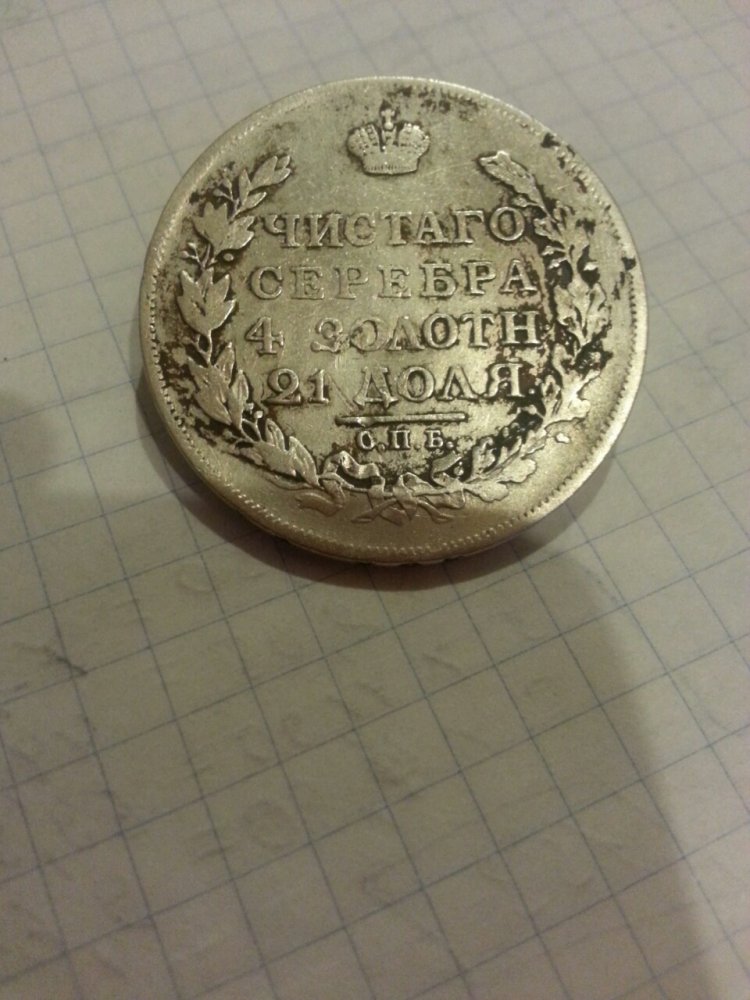 ЧИСТАГО
СЕРЕБРА
4 ЗОЛОТН
21 ДОЛЯ
С.П.Б.